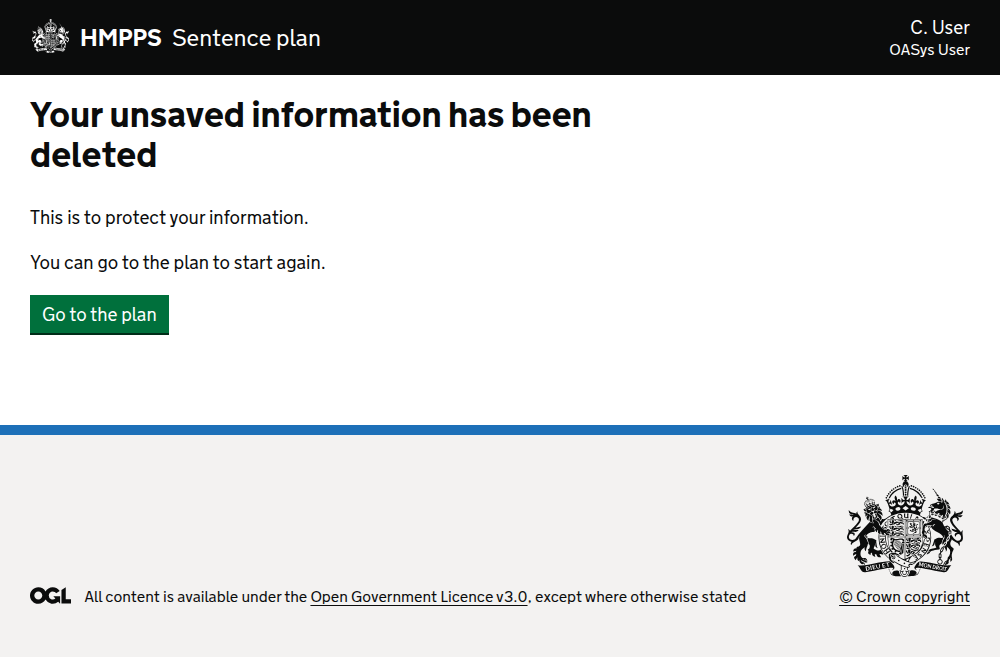 HMPPS Sentence plan
C. User
OASys User
Your unsaved information has been
deleted
This is to protect your information.
You can go to the plan to start again.
Go to the plan
DIEU ET MON DROIT
OGL All content is available under the Open Government Licence v3.0, except where otherwise stated
© Crown copyright